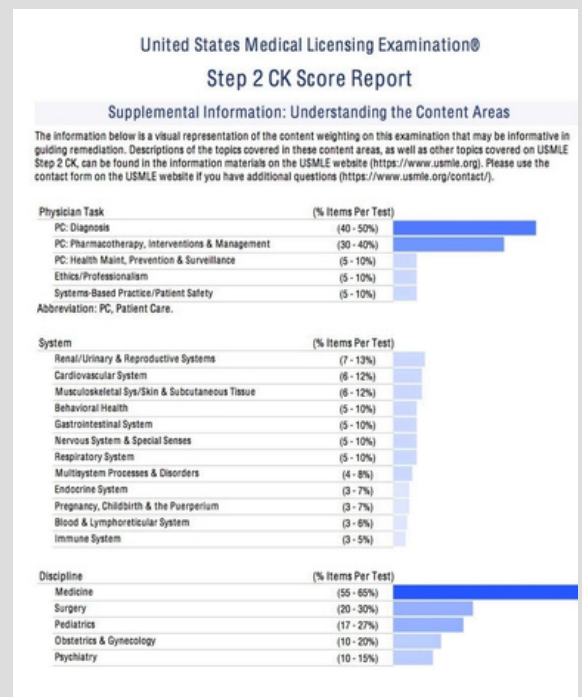 United States Medical Licensing Examination®
Step 2 CK Score Report
Supplemental Information: Understanding the Content Areas
The information below is a visual representation of the content weighting on this examination that may be informative in
guiding remediation. Descriptions of the topics covered in these content areas, as well as other topics covered on USMLE
Step 2 CK, can be found in the information materials on the USMLE website (https://www.usmle.org). Please use the
contact form on the USMLE website if you have additional questions (https://www.usmle.org/contact/).
Physician Task (% Items Per Test)
PC: Diagnosis (40 - 50%)
PC: Pharmacotherapy, Interventions & Management (30 - 40%)
PC: Health Maint, Prevention & Surveillance (5 - 10%)
Ethics/Professionalism (5 - 10%)
Systems-Based Practice/Patient Safety (5 - 10%)
Abbreviation: PC, Patient Care.
System (% Items Per Test)
Renal/Urinary & Reproductive Systems (7 - 13%)
Cardiovascular System (6 - 12%)
Musculoskeletal Sys/Skin & Subcutaneous Tissue (6 - 12%)
Behavioral Health (5 - 10%)
Gastrointestinal System (5 - 10%)
Nervous System & Special Senses (5 - 10%)
Respiratory System (5 - 10%)
Multisystem Processes & Disorders (4 - 8%)
Endocrine System (3 - 7%)
Pregnancy, Childbirth & the Puerperium (3 - 7%)
Blood & Lymphoreticular System (3 - 6%)
Immune System (3 - 5%)
Discipline (% Items Per Test)
Medicine (55 - 65%)
Surgery (20 - 30%)
Pediatrics (17 - 27%)
Obstetrics & Gynecology (10 - 20%)
Psychiatry (10 - 15%)